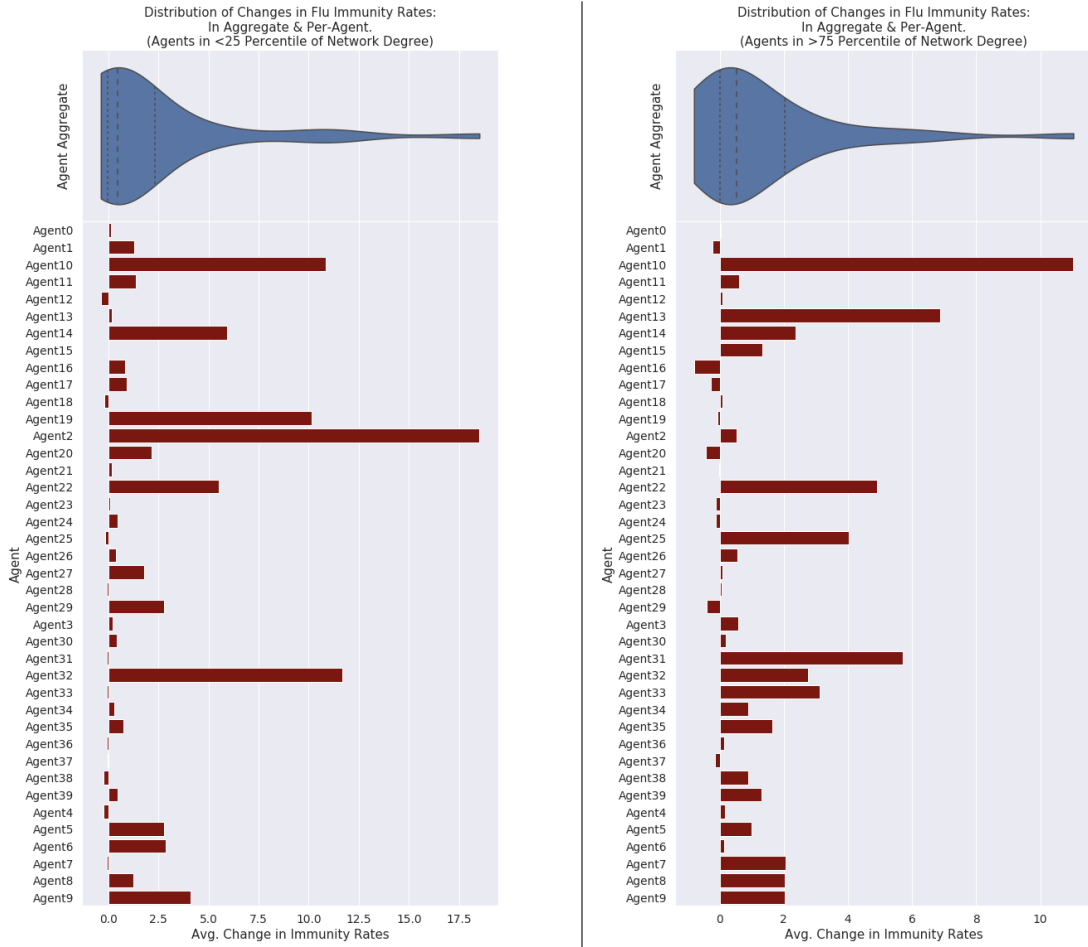 Distribution of Changes in Flu Immunity Rates:
In Aggregate & Per-Agent.
(Agents in <25 Percentile of Network Degree)
Agent Aggregate
Agent
Agent0
Agent1
Agent10
Agent11
Agent12
Agent13
Agent14
Agent15
Agent16
Agent17
Agent18
Agent19
Agent2
Agent20
Agent21
Agent22
Agent23
Agent24
Agent25
Agent26
Agent27
Agent28
Agent29
Agent3
Agent30
Agent31
Agent32
Agent33
Agent34
Agent35
Agent36
Agent37
Agent38
Agent39
Agent4
Agent5
Agent6
Agent7
Agent8
Agent9
0.0 2.5 5.0 7.5 10.0 12.5 15.0 17.5
Avg. Change in Immunity Rates
Distribution of Changes in Flu Immunity Rates:
In Aggregate & Per-Agent.
(Agents in >75 Percentile of Network Degree)
Agent Aggregate
Agent
Agent0
Agent1
Agent10
Agent11
Agent12
Agent13
Agent14
Agent15
Agent16
Agent17
Agent18
Agent19
Agent2
Agent20
Agent21
Agent22
Agent23
Agent24
Agent25
Agent26
Agent27
Agent28
Agent29
Agent3
Agent30
Agent31
Agent32
Agent33
Agent34
Agent35
Agent36
Agent37
Agent38
Agent39
Agent4
Agent5
Agent6
Agent7
Agent8
Agent9
0 2 4 6 8 10
Avg. Change in Immunity Rates